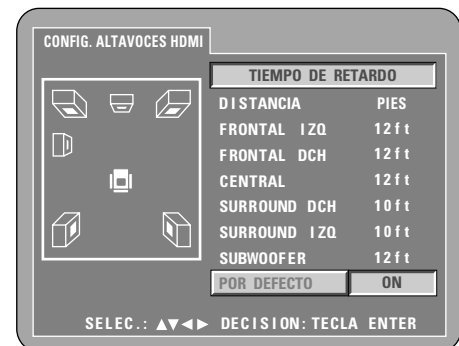 CONFIG. ALTAVOCES HDMI
TIEMPO DE RETARDO
DISTANCIA PIES
FRONTAL IZQ 12ft
FRONTAL DCH 12ft
CENTRAL 12ft
SURROUND DCH 10ft
SURROUND IZQ 10ft
SUBWOOFER 12ft
POR DEFECTO ON
SELEC.: ▲▼◄► DECISION: TECLA ENTER